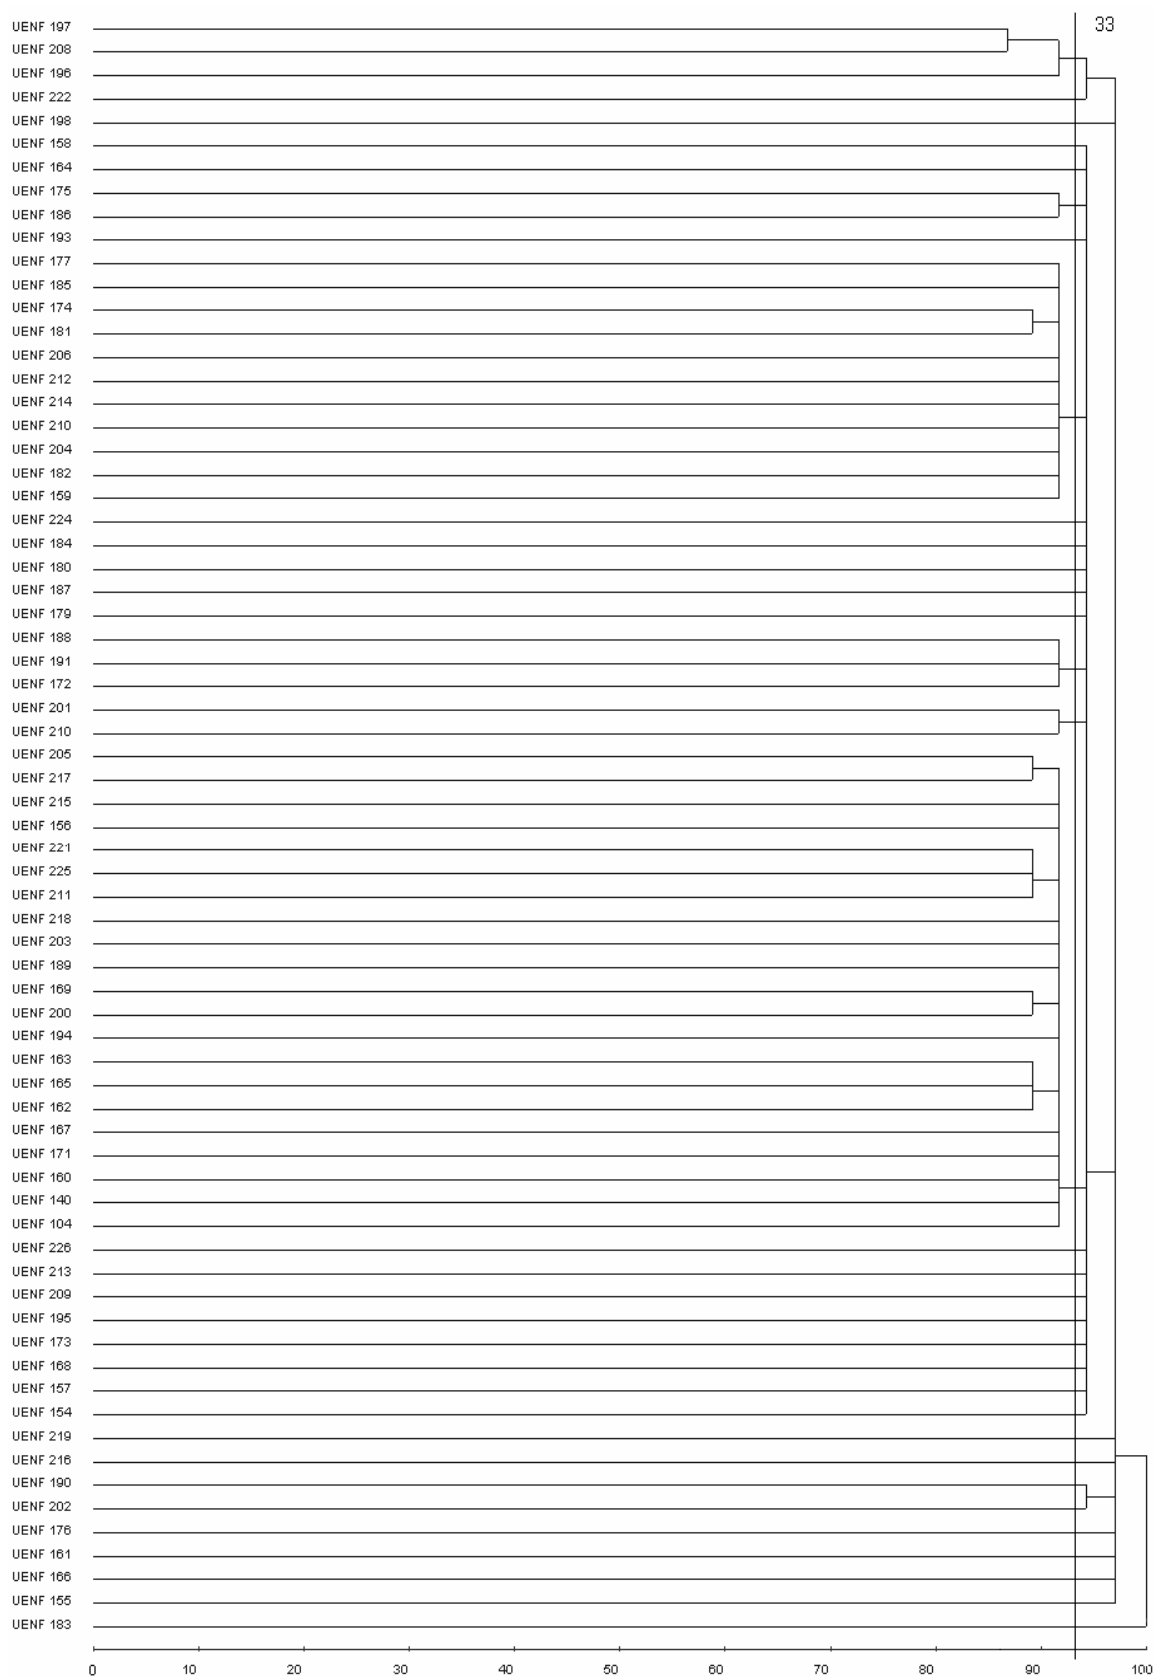 33
UENF 197
UENF 208
UENF 196
UENF 222
UENF 198
UENF 158
UENF 164
UENF 175
UENF 186
UENF 193
UENF 177
UENF 185
UENF 174
UENF 181
UENF 206
UENF 212
UENF 214
UENF 210
UENF 204
UENF 182
UENF 159
UENF 224
UENF 184
UENF 180
UENF 187
UENF 179
UENF 188
UENF 191
UENF 172
UENF 201
UENF 210
UENF 205
UENF 217
UENF 215
UENF 156
UENF 221
UENF 225
UENF 211
UENF 218
UENF 203
UENF 189
UENF 169
UENF 200
UENF 194
UENF 163
UENF 165
UENF 162
UENF 167
UENF 171
UENF 160
UENF 140
UENF 104
UENF 226
UENF 213
UENF 209
UENF 195
UENF 173
UENF 168
UENF 157
UENF 154
UENF 219
UENF 216
UENF 190
UENF 202
UENF 176
UENF 161
UENF 166
UENF 155
UENF 183
0 10 20 30 40 50 60 70 80 90 100